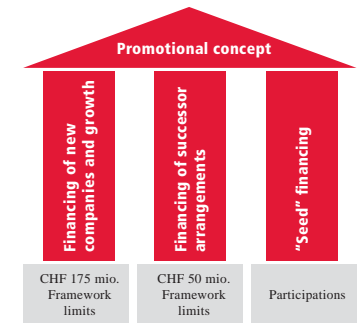 Promotional concept
Financing of new
companies and growth
Financing of successor
arrangements
"Seed" financing
CHF 175 mio.
Framework
limits
CHF 50 mio.
Framework
limits
Participations